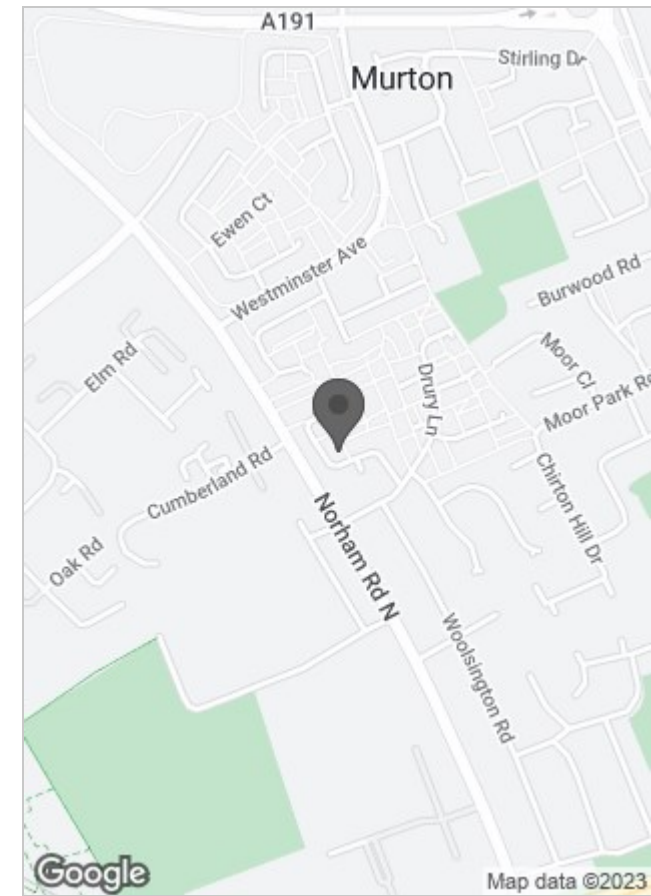 A191
Stirling Dr
Murton
Ewen Ct
Westminster Ave
Burwood Rd
Elm Rd
Moor Cl
Drury Ln
Moor Park Rd
Cumberland Rd
Chirton Hill Dr
Norham Rd N
Oak Rd
Woolsington Rd
Google
Map data ©2023